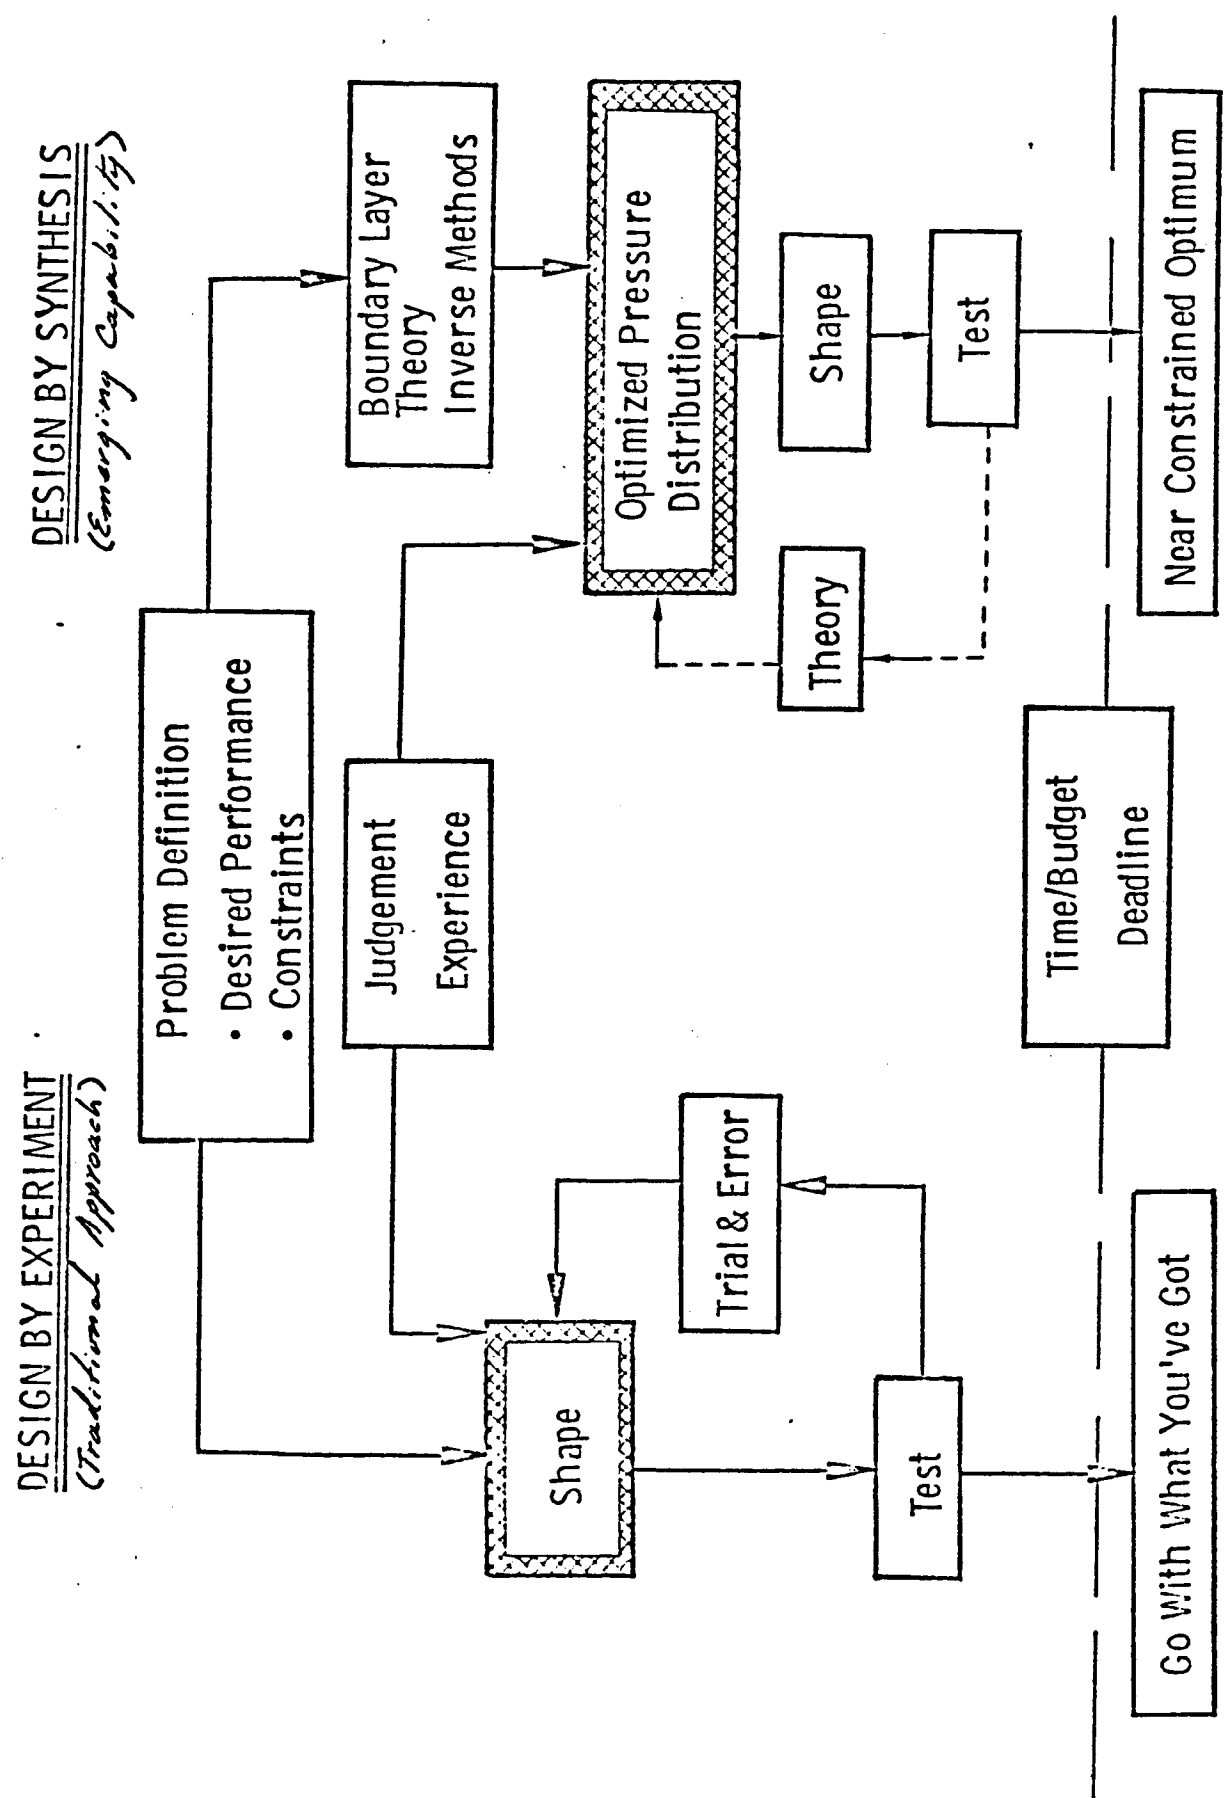 DESIGN BY EXPERIMENT
(Traditional Approach)
DESIGN BY SYNTHESIS
(Emerging Capability)
Problem Definition
• Desired Performance
• Constraints
Judgement
Experience
Boundary Layer
Theory
Inverse Methods
Shape
Trial & Error
Test
Optimized Pressure
Distribution
Theory
Shape
Test
Time/Budget
Deadline
Go With What You've Got
Near Constrained Optimum